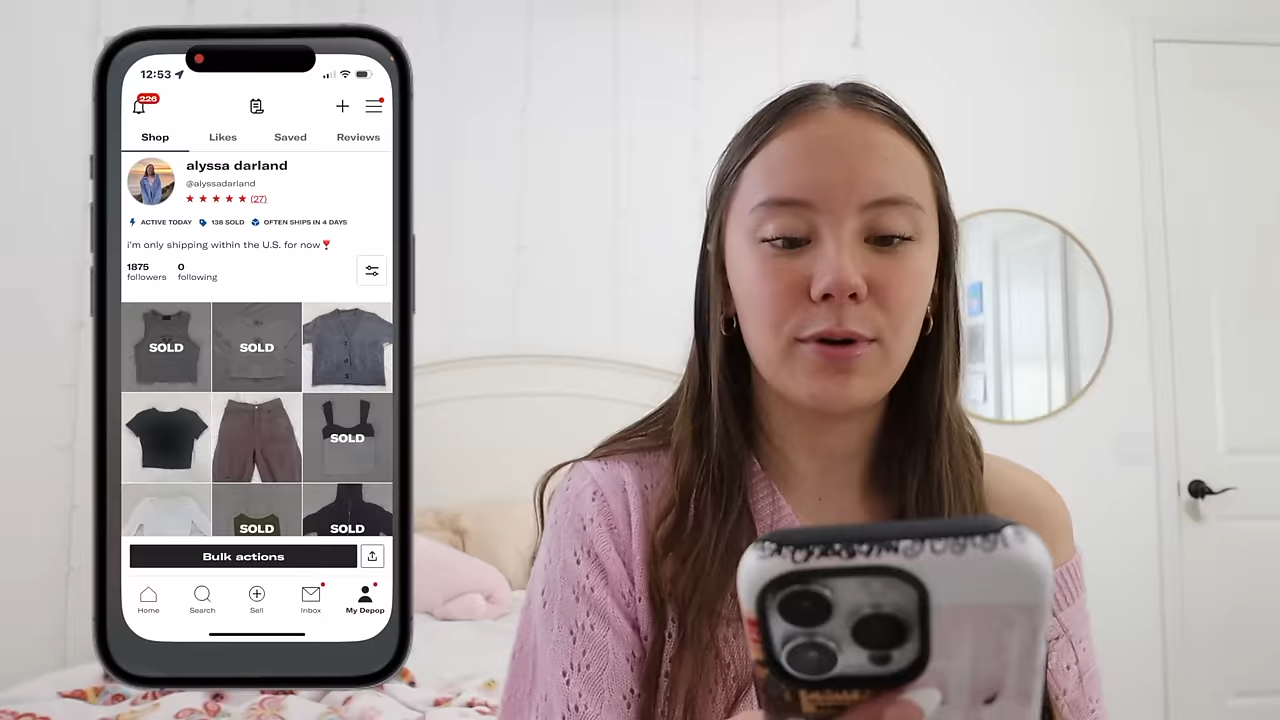 12:53
226
Shop Likes Saved Reviews
alyssa darland
@alyssadarland
(27)
ACTIVE TODAY 138 SOLD OFTEN SHIPS IN 4 DAYS
i'm only shipping within the U.S. for now
1875 0
followers following
SOLD SOLD
SOLD
SOLD SOLD
Bulk actions
Home Search Sell Inbox My Depop